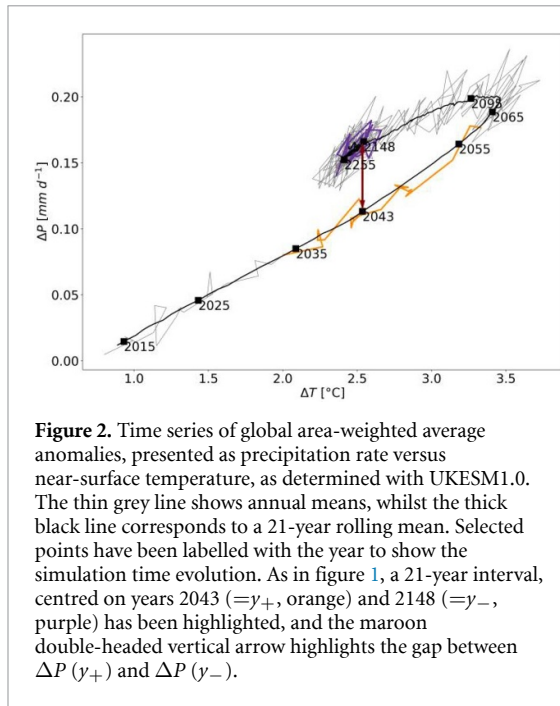 0.20
0.15
0.10
0.05
0.00
ΔP [mm d⁻¹]
2095
2065
2148
2255
2055
2043
2035
2025
2015
1.0 1.5 2.0 2.5 3.0 3.5
ΔT [°C]
Figure 2. Time series of global area-weighted average
anomalies, presented as precipitation rate versus
near-surface temperature, as determined with UKESM1.0.
The thin grey line shows annual means, whilst the thick
black line corresponds to a 21-year rolling mean. Selected
points have been labelled with the year to show the
simulation time evolution. As in figure 1, a 21-year interval,
centred on years 2043 (=y₊, orange) and 2148 (=y₋,
purple) has been highlighted, and the maroon
double-headed vertical arrow highlights the gap between
ΔP (y₊) and ΔP (y₋).